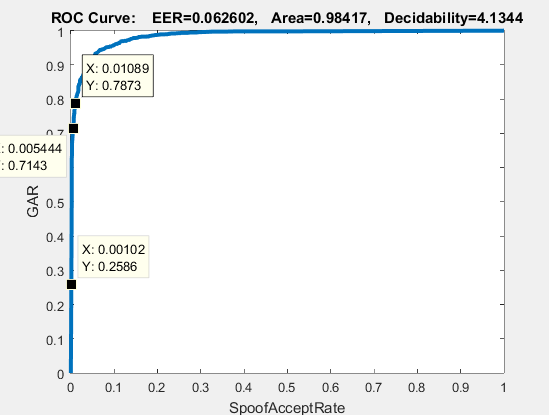 ROC Curve: EER=0.062602, Area=0.98417, Decidability=4.1344
1
0.9
X: 0.01089
Y: 0.7873
0.8
0.7
: 0.005444
: 0.7143
GAR
0.5
0.4
X: 0.00102
Y: 0.2586
0.3
0.2
0.1
0
0 0.1 0.2 0.3 0.4 0.5 0.6 0.7 0.8 0.9 1
SpoofAcceptRate